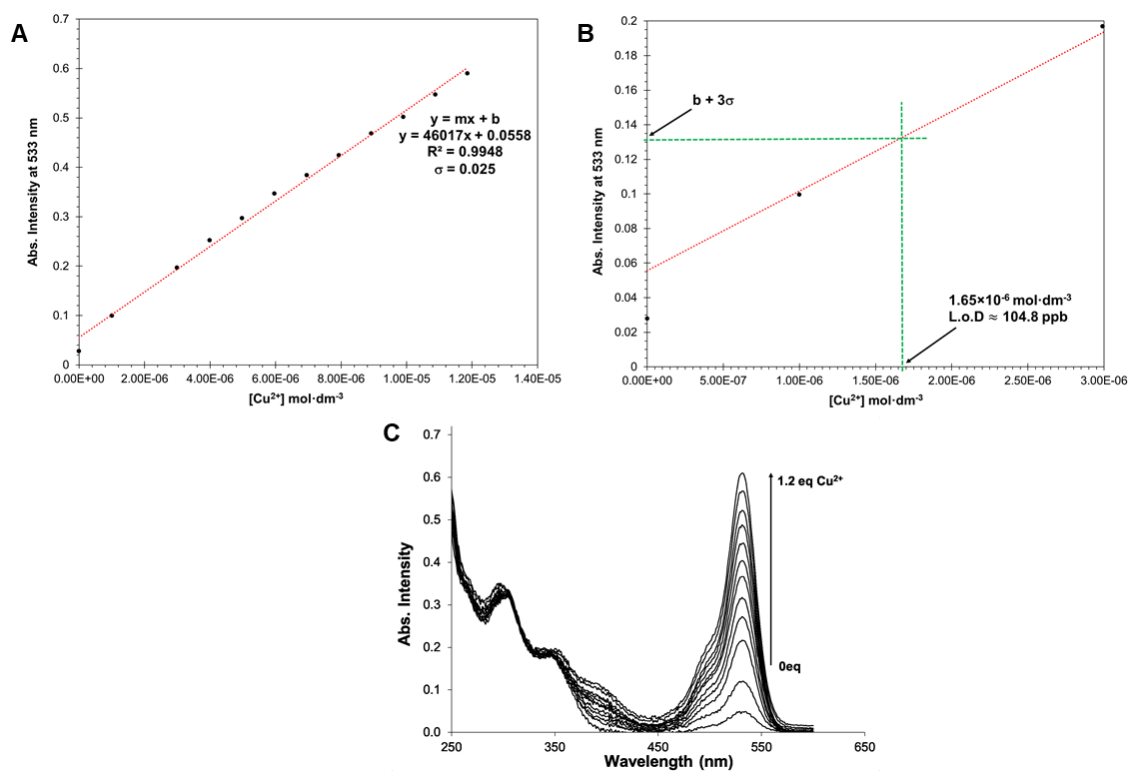 A
Abs. Intensity at 533 nm
0.7
0.6
0.5
0.4
0.3
0.2
0.1
0
y = mx + b
y = 46017x + 0.0558
R² = 0.9948
σ = 0.025
0.00E+00 2.00E-06 4.00E-06 6.00E-06 8.00E-06 1.00E-05 1.20E-05 1.40E-05
[Cu²⁺] mol·dm⁻³
B
Abs. Intensity at 533 nm
0.2
0.18
0.16
0.14
0.12
0.1
0.08
0.06
0.04
0.02
0
b + 3σ
1.65×10⁻⁶ mol·dm⁻³
L.o.D ≈ 104.8 ppb
0.00E+00 5.00E-07 1.00E-06 1.50E-06 2.00E-06 2.50E-06 3.00E-06
[Cu²⁺] mol·dm⁻³
C
Abs. Intensity
0.7
0.6
0.5
0.4
0.3
0.2
0.1
0.0
1.2 eq Cu²⁺
0eq
250 350 450 550 650
Wavelength (nm)